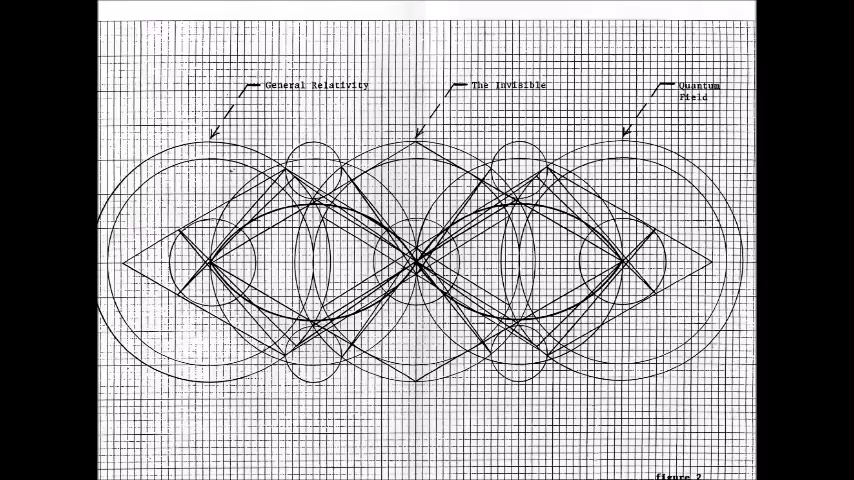 General Relativity
The Invisible
Quantum
Field
figure 2